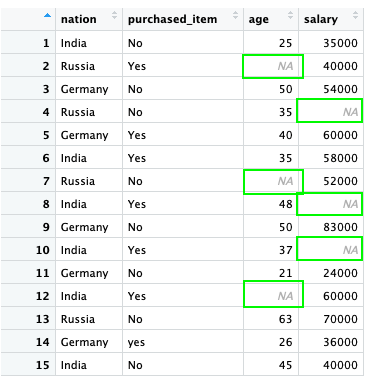 nation purchased_item age salary
1 India No 25 35000
2 Russia Yes NA 40000
3 Germany No 50 54000
4 Russia No 35 NA
5 Germany Yes 40 60000
6 India Yes 35 58000
7 Russia No NA 52000
8 India Yes 48 NA
9 Germany No 50 83000
10 India Yes 37 NA
11 Germany No 21 24000
12 India Yes NA 60000
13 Russia No 63 70000
14 Germany yes 26 36000
15 India No 45 40000